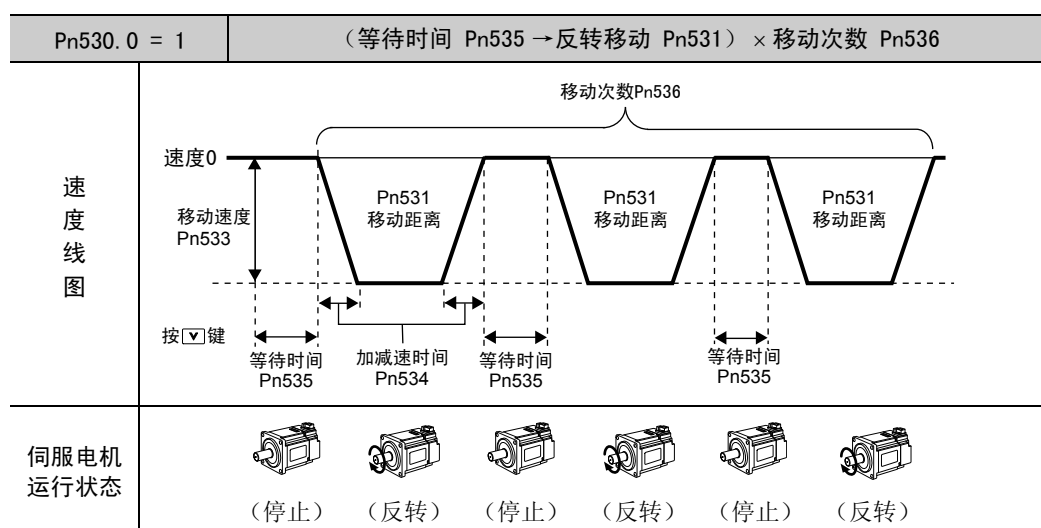 Pn530.0 = 1
(等待时间 Pn535→反转移动 Pn531) × 移动次数 Pn536
移动次数Pn536
速度线图
速度0
移动速度
Pn533
Pn531
移动距离
Pn531
移动距离
Pn531
移动距离
按 ∨ 键
等待时间
Pn535
加减速时间
Pn534
等待时间
Pn535
等待时间
Pn535
伺服电机
运行状态
(停止) (反转) (停止) (反转) (停止) (反转)